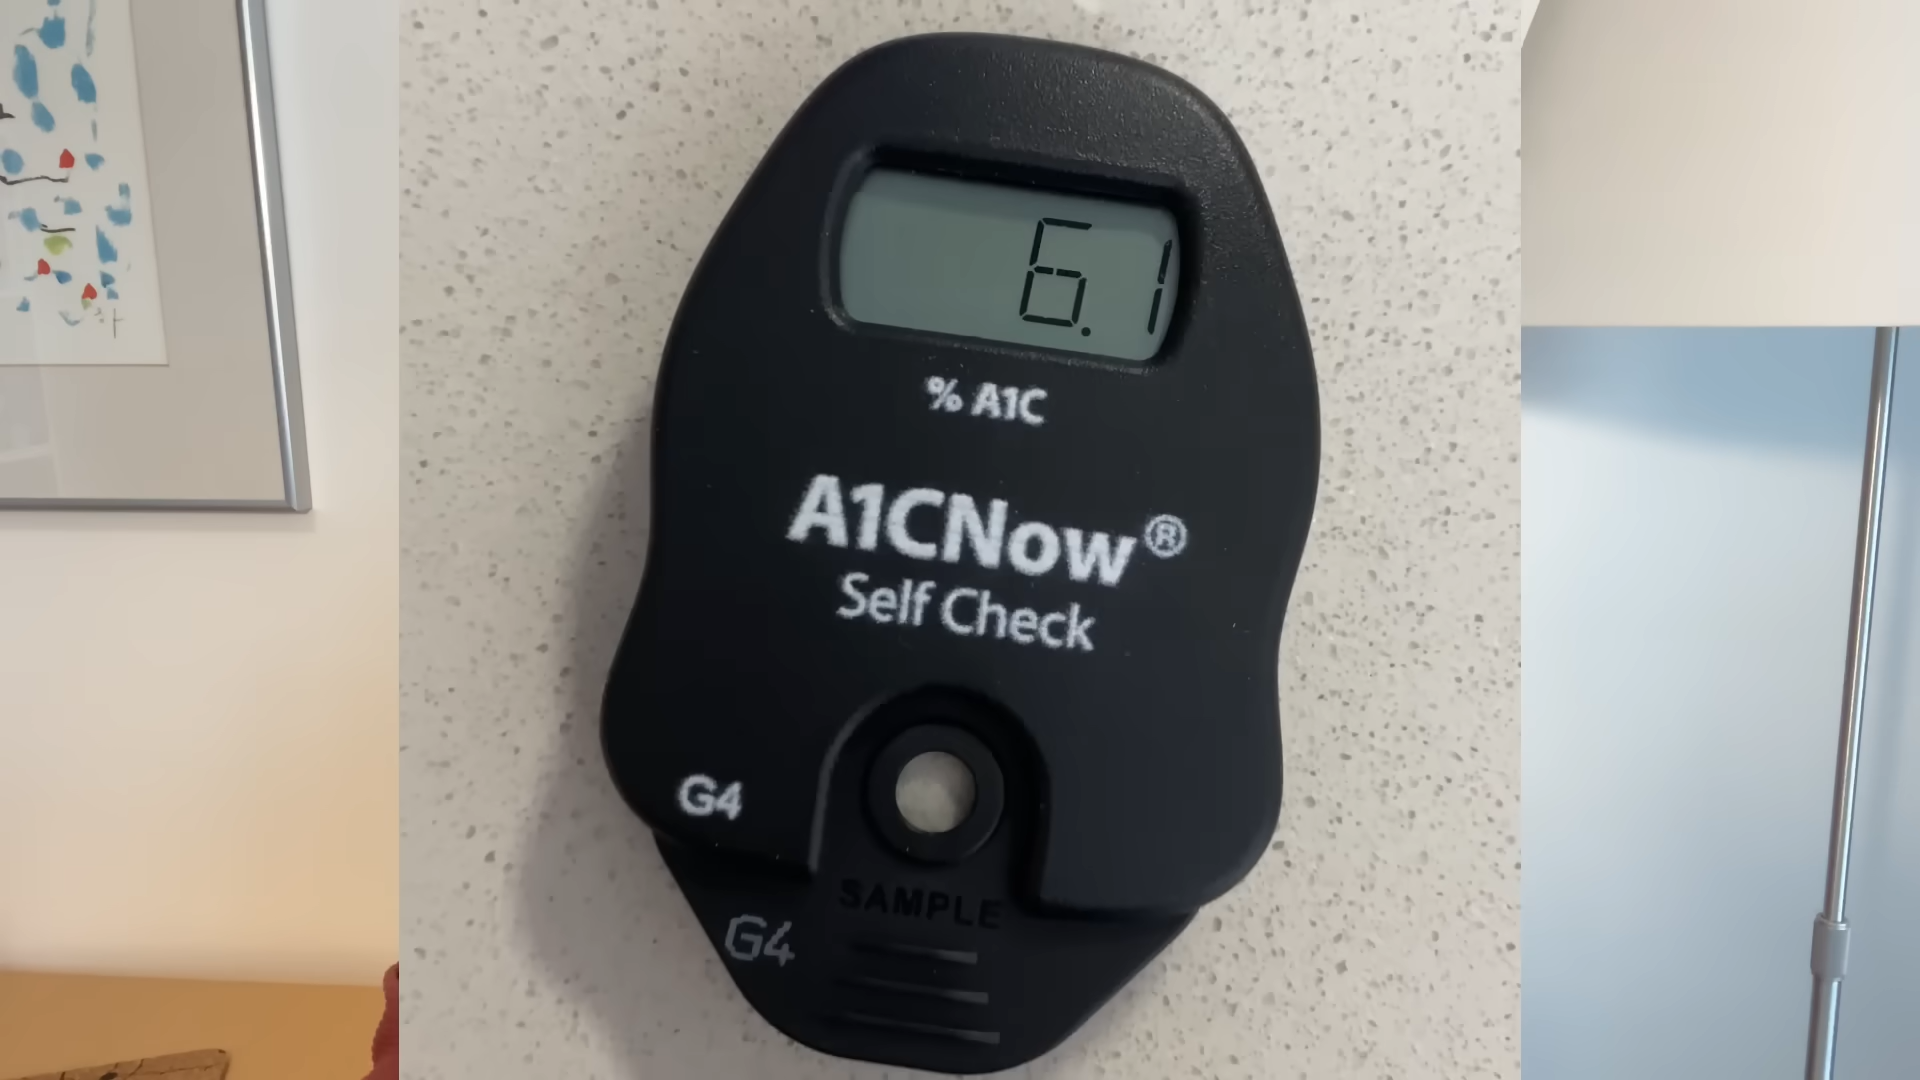 6.1
% A1C
A1CNow®
Self Check
G4
SAMPLE
G4